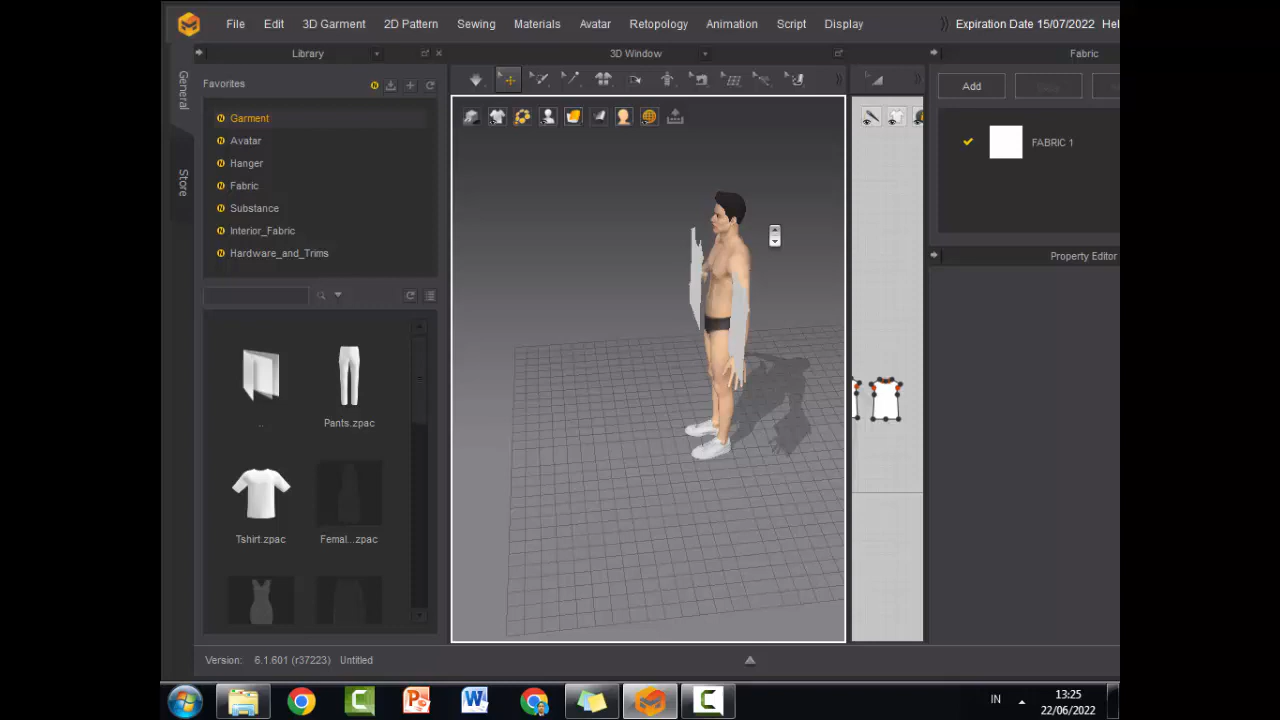 File Edit 3D Garment 2D Pattern Sewing Materials Avatar Retopology Animation Script Display Expiration Date 15/07/2022 Hel
Library 3D Window Fabric
General
Store
Favorites
Garment
Avatar
Hanger
Fabric
Substance
Interior_Fabric
Hardware_and_Trims
Add
FABRIC 1
Property Editor
..
Pants.zpac
Tshirt.zpac
Femal...zpac
Version: 6.1.601 (r37223) Untitled
IN
13:25
22/06/2022